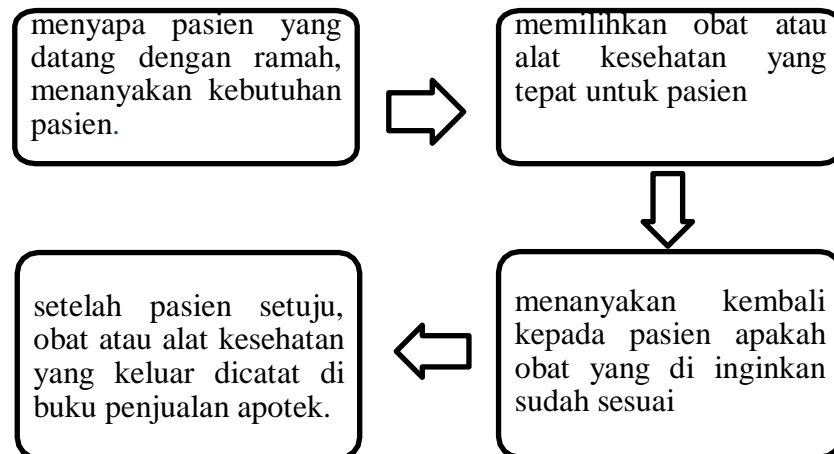 menyapa pasien yang
datang dengan ramah,
menanyakan kebutuhan
pasien.
memilihkan obat atau
alat kesehatan yang
tepat untuk pasien
menanyakan kembali
kepada pasien apakah
obat yang di inginkan
sudah sesuai
setelah pasien setuju,
obat atau alat kesehatan
yang keluar dicatat di
buku penjualan apotek.